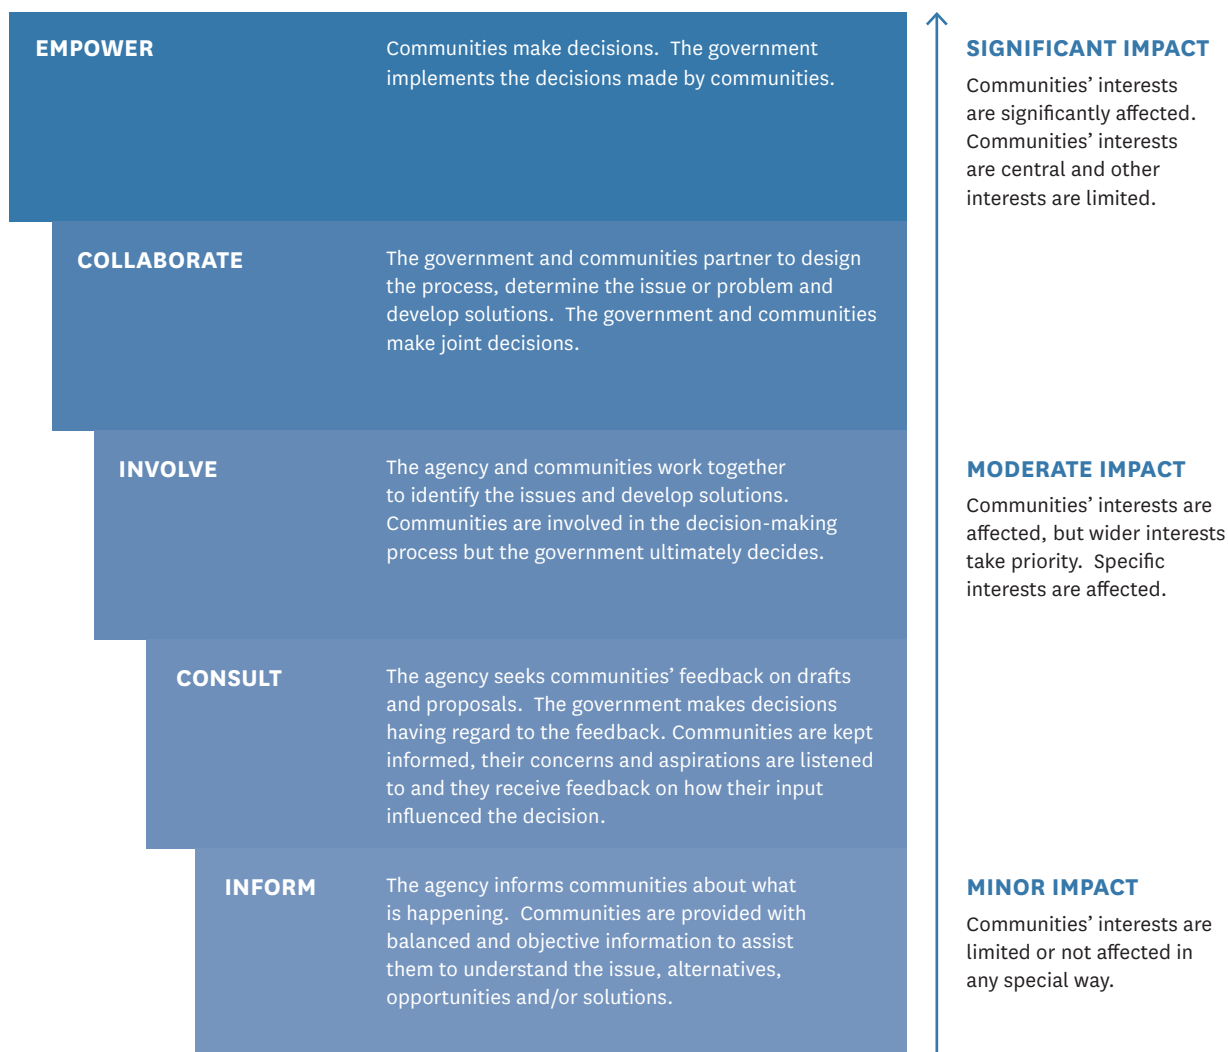 EMPOWER
Communities make decisions.  The government
implements the decisions made by communities.
SIGNIFICANT IMPACT
Communities’ interests
are significantly affected.
Communities’ interests
are central and other
interests are limited.
COLLABORATE
The government and communities partner to design
the process, determine the issue or problem and
develop solutions.  The government and communities
make joint decisions.
INVOLVE
The agency and communities work together
to identify the issues and develop solutions.
Communities are involved in the decision-making
process but the government ultimately decides.
MODERATE IMPACT
Communities’ interests are
affected, but wider interests
take priority.  Specific
interests are affected.
CONSULT
The agency seeks communities’ feedback on drafts
and proposals.  The government makes decisions
having regard to the feedback. Communities are kept
informed, their concerns and aspirations are listened
to and they receive feedback on how their input
influenced the decision.
INFORM
The agency informs communities about what
is happening.  Communities are provided with
balanced and objective information to assist
them to understand the issue, alternatives,
opportunities and/or solutions.
MINOR IMPACT
Communities’ interests are
limited or not affected in
any special way.